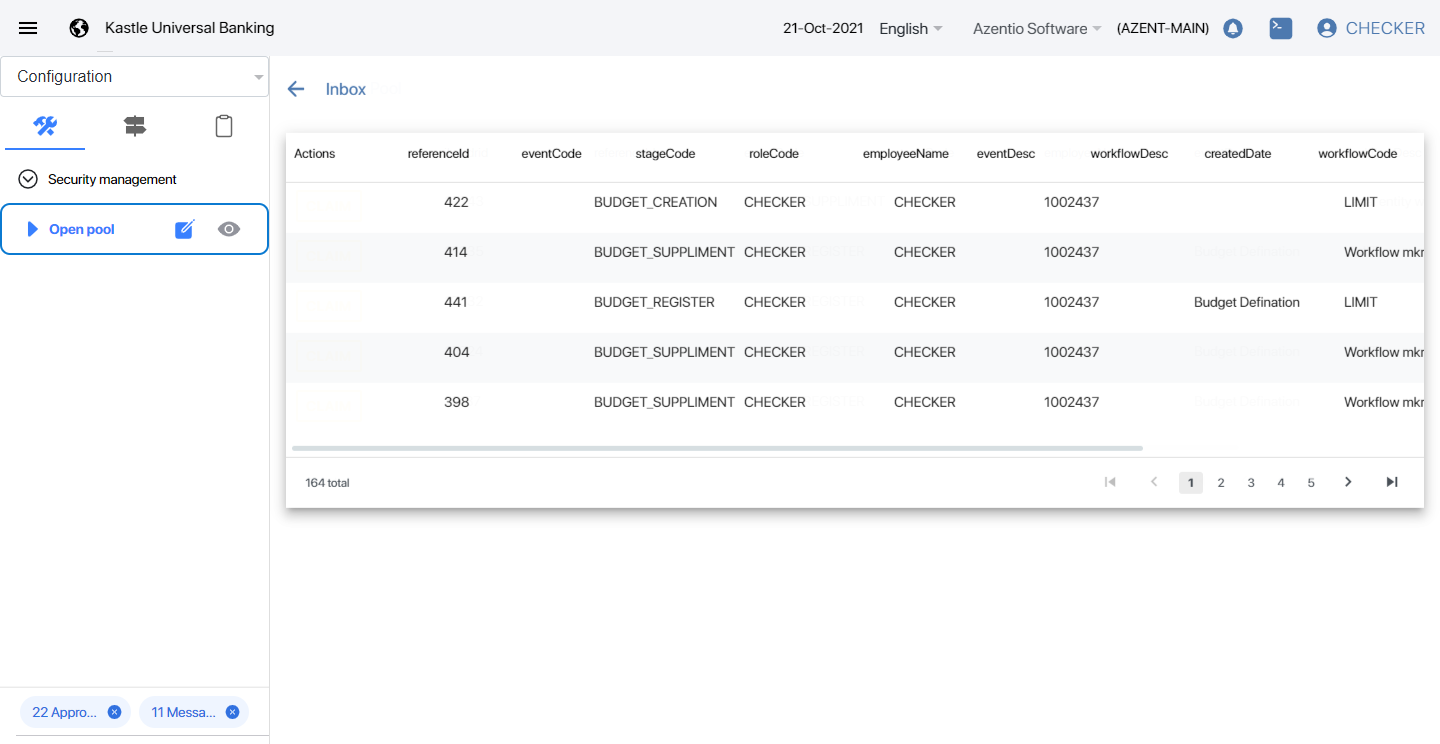 Kastle Universal Banking 21-Oct-2021 English Azentio Software (AZENT-MAIN) CHECKER
Configuration
Inbox
Security management
Open pool
Actions referenceId eventCode stageCode roleCode employeeName eventDesc workflowDesc createdDate workflowCode
422 BUDGET_CREATION CHECKER CHECKER 1002437 LIMIT
414 BUDGET_SUPPLIMENT CHECKER CHECKER 1002437 Workflow mkr
441 BUDGET_REGISTER CHECKER CHECKER 1002437 Budget Defination LIMIT
404 BUDGET_SUPPLIMENT CHECKER CHECKER 1002437 Workflow mkr
398 BUDGET_SUPPLIMENT CHECKER CHECKER 1002437 Workflow mkr
164 total 1 2 3 4 5
22 Appro... 11 Messa...